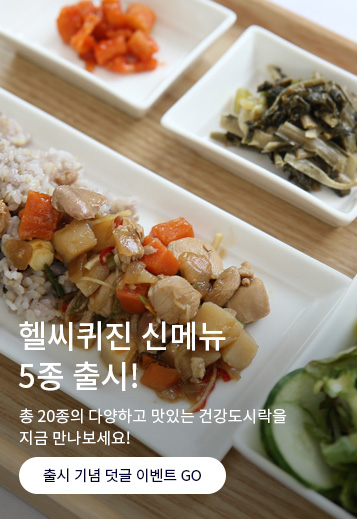 헬씨퀴진 신메뉴
5종 출시!
총 20종의 다양하고 맛있는 건강도시락을
지금 만나보세요!
출시 기념 덧글 이벤트 GO